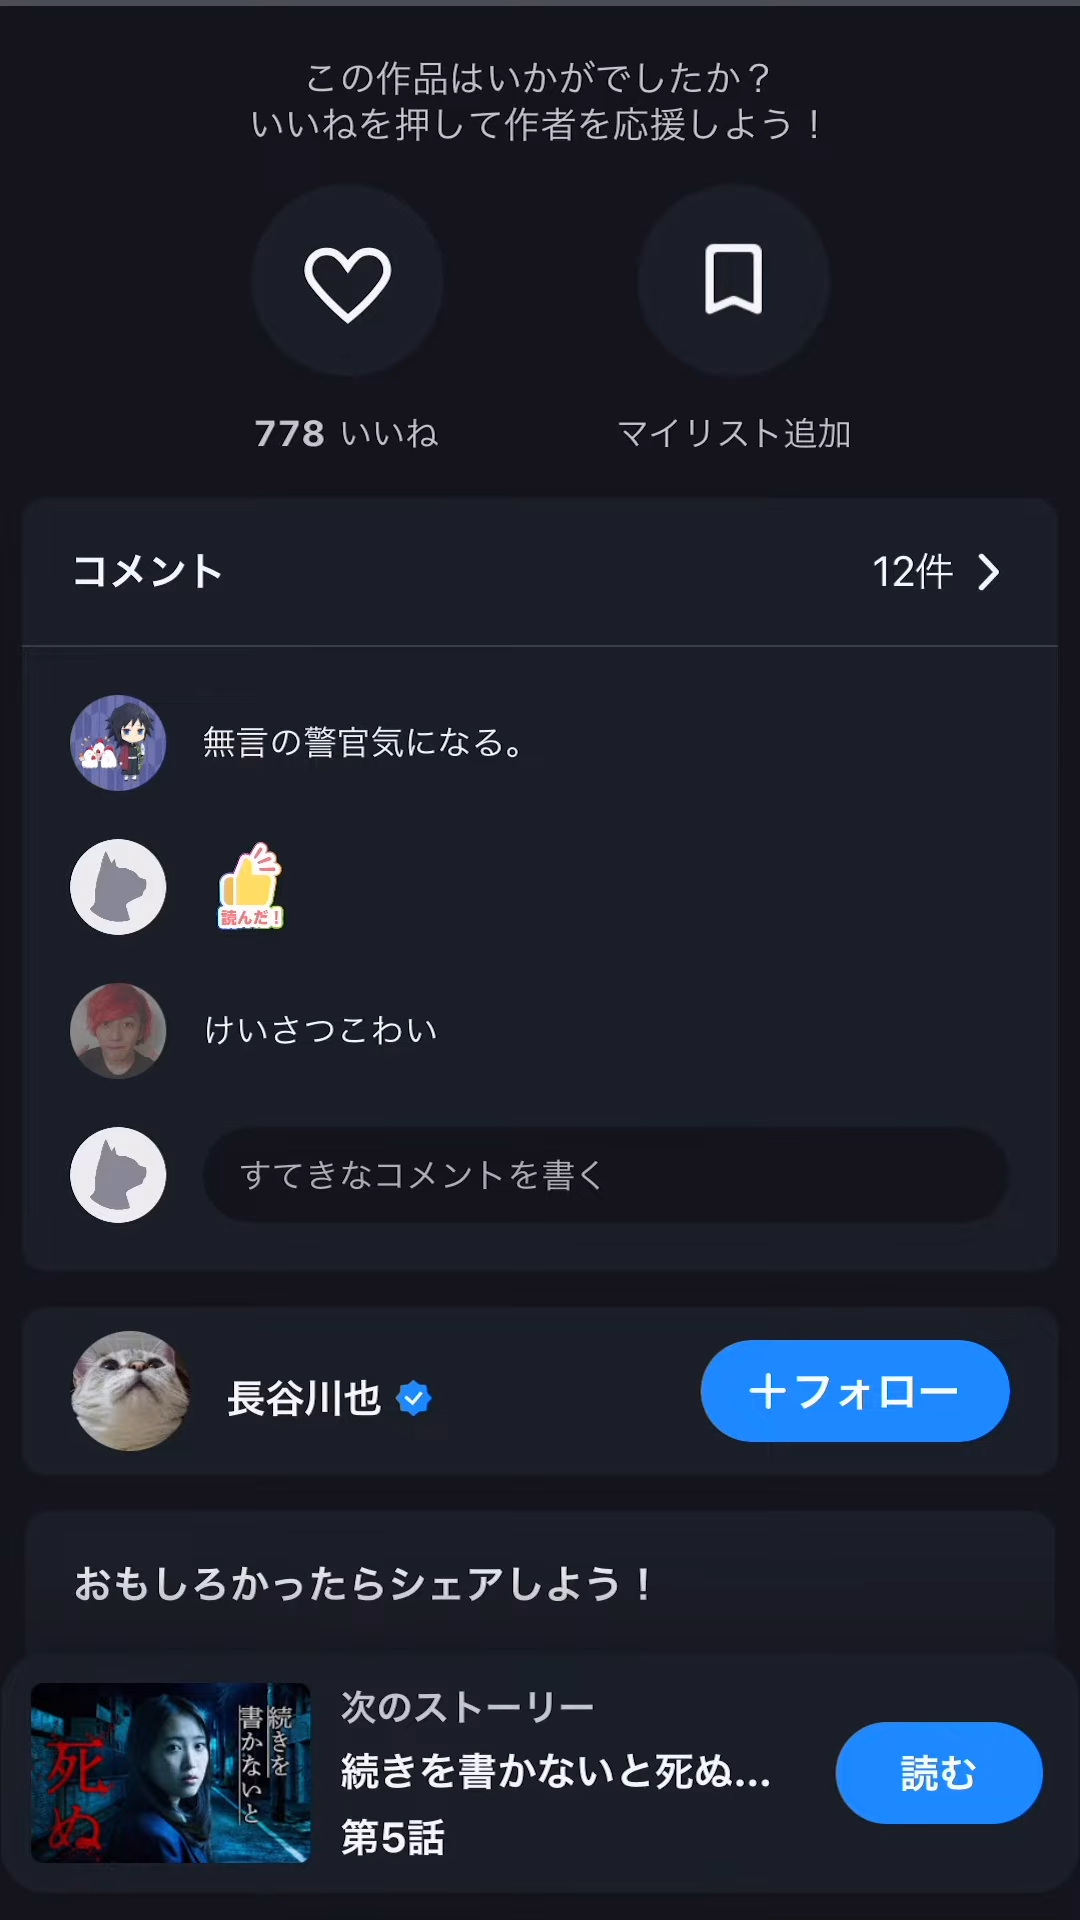 この作品はいかがでしたか？
いいねを押して作者を応援しよう！
778 いいね
マイリスト追加
コメント
12件
無言の警官気になる。
読んだ！
けいさつこわい
すてきなコメントを書く
長谷川也
＋フォロー
おもしろかったらシェアしよう！
続きを
書かないと
死ぬ
次のストーリー
続きを書かないと死ぬ...
第5話
読む